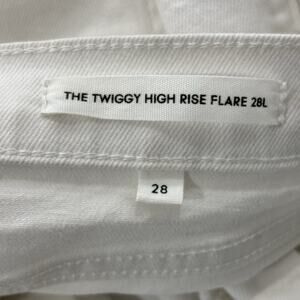 THE TWIGGY HIGH RISE FLARE 28L
28